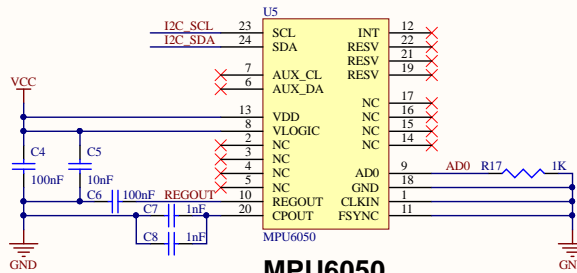 U5
I2C_SCL 23 SCL INT 12
I2C_SDA 24 SDA RESV 22
RESV 21
7 AUX_CL RESV 19
6 AUX_DA
VCC
NC 17
13 VDD NC 16
8 VLOGIC NC 15
2 NC NC 14
3 NC
C4 C5 4 NC AD0 9 AD0 R17 1K
100nF 10nF 5 NC GND 18
C6 100nF REGOUT 10 REGOUT CLKIN 1
C7 1nF 20 CPOUT FSYNC 11
C8 1nF MPU6050
GND GN
MPU6050